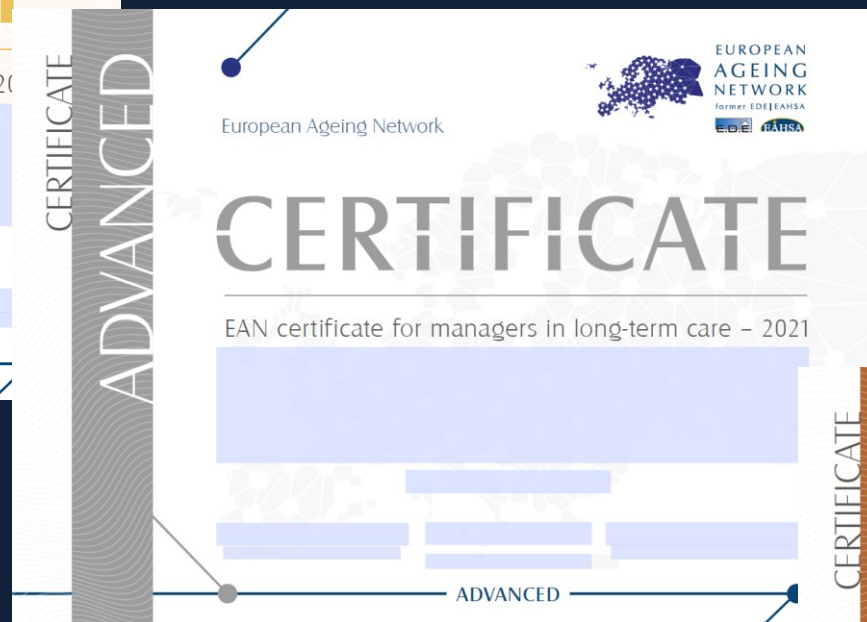 CERTIFICATE
ADVANCED
European Ageing Network
EUROPEAN
AGEING
NETWORK
former EDE|EAHSA
E.D.E. EAHSA
CERTIFICATE
EAN certificate for managers in long-term care – 2021
ADVANCED
CERTIFICATE